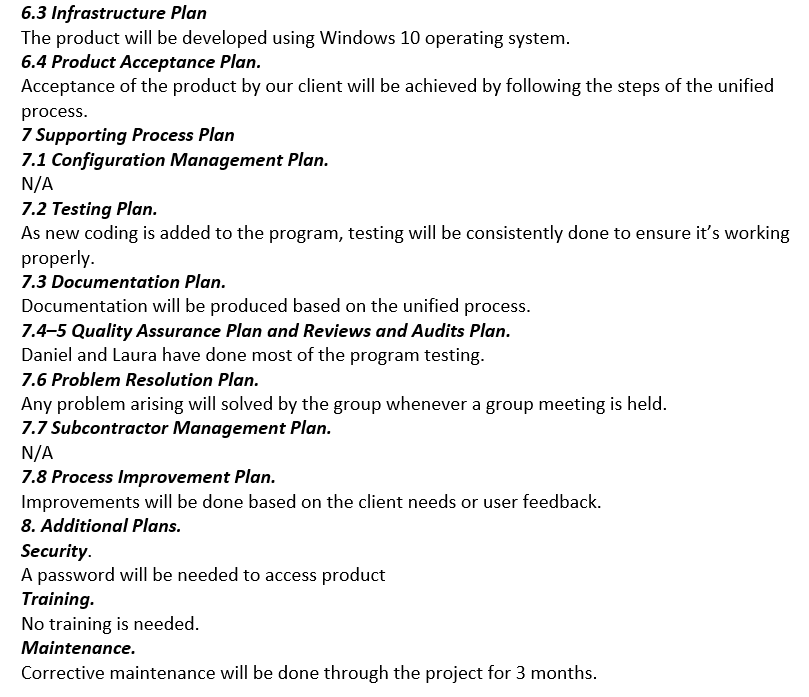 6.3 Infrastructure Plan
The product will be developed using Windows 10 operating system.
6.4 Product Acceptance Plan.
Acceptance of the product by our client will be achieved by following the steps of the unified
process.
7 Supporting Process Plan
7.1 Configuration Management Plan.
N/A
7.2 Testing Plan.
As new coding is added to the program, testing will be consistently done to ensure it’s working
properly.
7.3 Documentation Plan.
Documentation will be produced based on the unified process.
7.4–5 Quality Assurance Plan and Reviews and Audits Plan.
Daniel and Laura have done most of the program testing.
7.6 Problem Resolution Plan.
Any problem arising will solved by the group whenever a group meeting is held.
7.7 Subcontractor Management Plan.
N/A
7.8 Process Improvement Plan.
Improvements will be done based on the client needs or user feedback.
8. Additional Plans.
Security.
A password will be needed to access product
Training.
No training is needed.
Maintenance.
Corrective maintenance will be done through the project for 3 months.